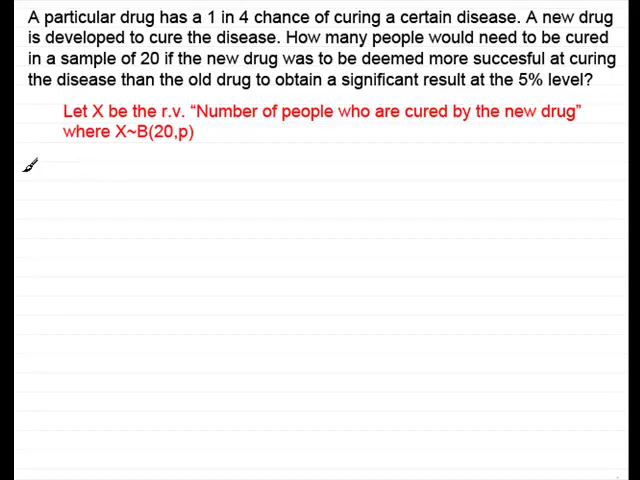 A particular drug has a 1 in 4 chance of curing a certain disease. A new drug
is developed to cure the disease. How many people would need to be cured
in a sample of 20 if the new drug was to be deemed more succesful at curing
the disease than the old drug to obtain a significant result at the 5% level?
Let X be the r.v. “Number of people who are cured by the new drug”
where X~B(20,p)